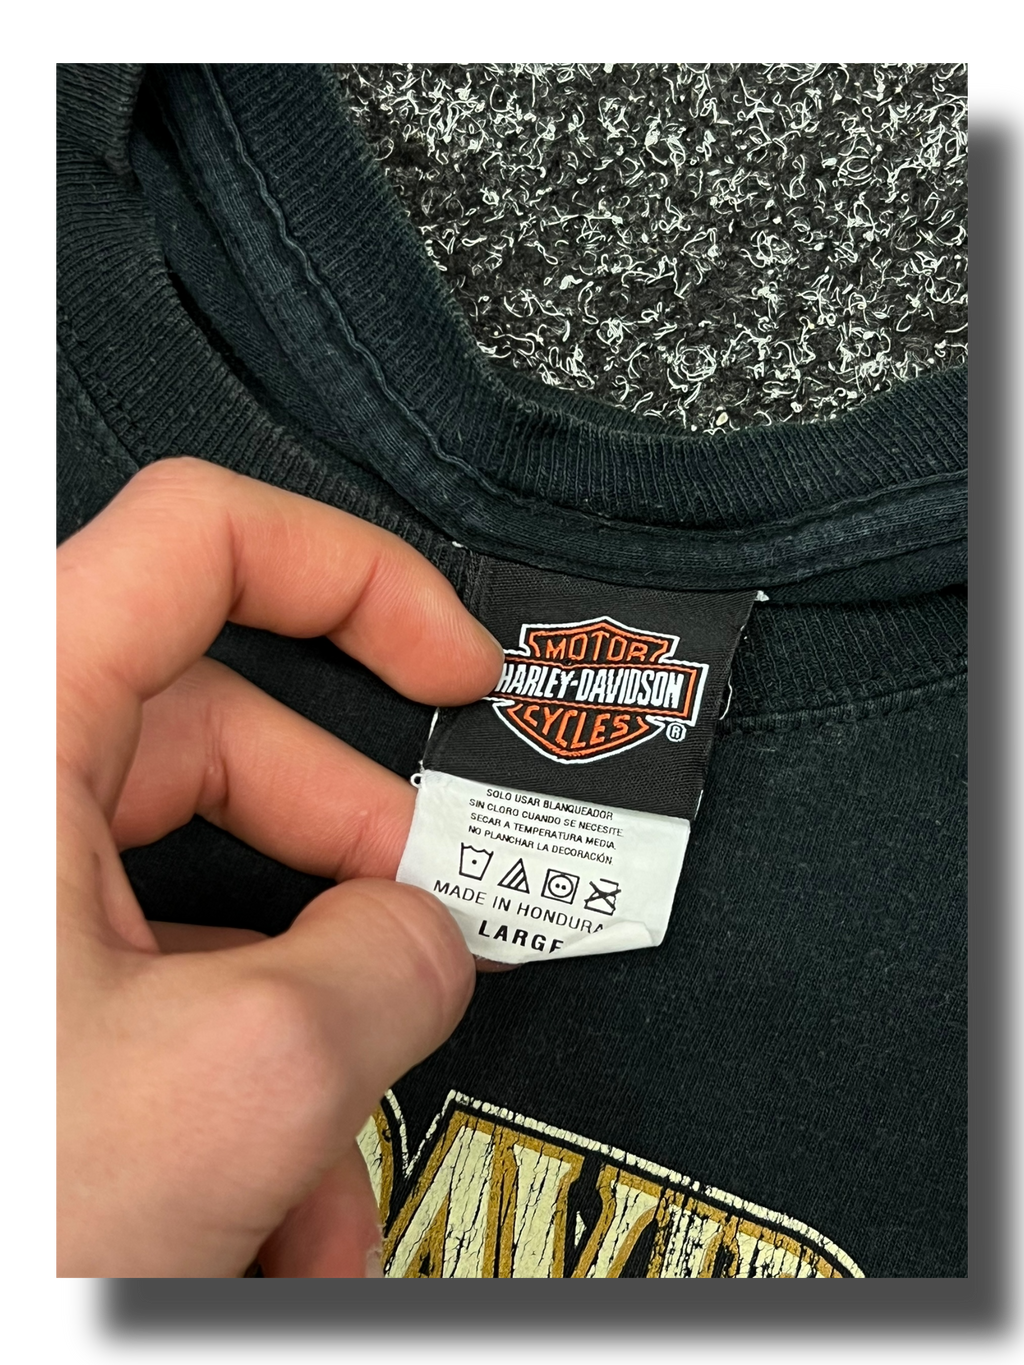 MOTOR
HARLEY-DAVIDSON
CYCLES
®
SOLO USAR BLANQUEADOR
SIN CLORO CUANDO SE NECESITE
SECAR A TEMPERATURA MEDIA
NO PLANCHAR LA DECORACIÓN
MADE IN HONDURA
LARGE